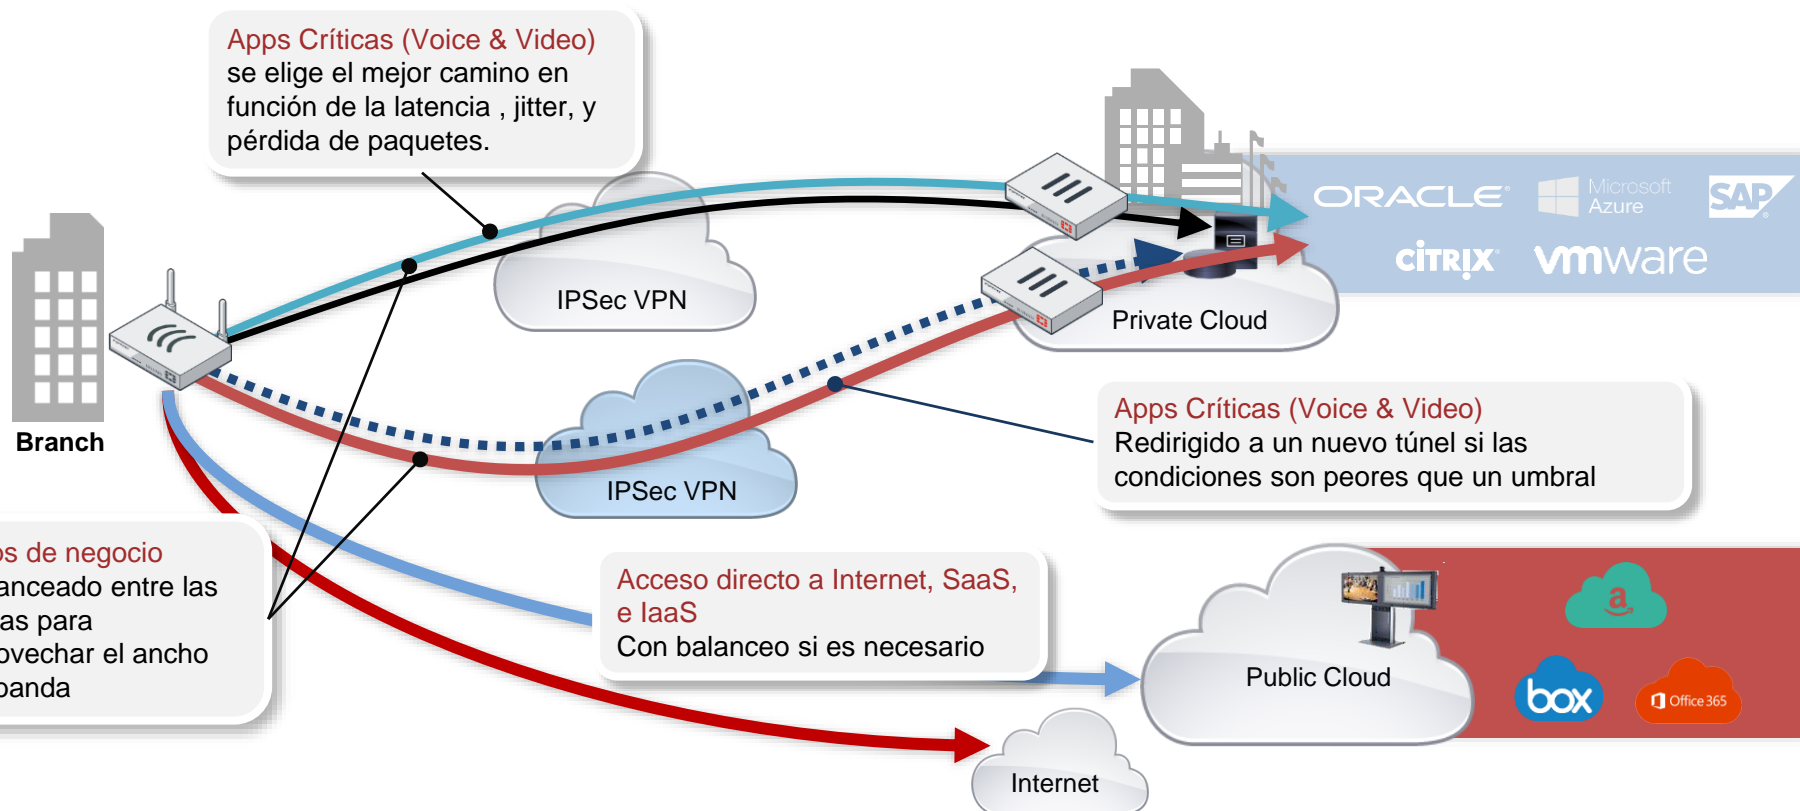 Apps Críticas (Voice & Video)
se elige el mejor camino en
función de la latencia , jitter, y
pérdida de paquetes.
ORACLE
Microsoft
Azure
SAP
CİTRIX
vmware
IPSec VPN
Private Cloud
Branch
Apps Críticas (Voice & Video)
Redirigido a un nuevo túnel si las
condiciones son peores que un umbral
IPSec VPN
os de negocio
anceado entre las
as para
ovechar el ancho
banda
Acceso directo a Internet, SaaS,
e IaaS
Con balanceo si es necesario
Public Cloud
a
box
Office 365
Internet